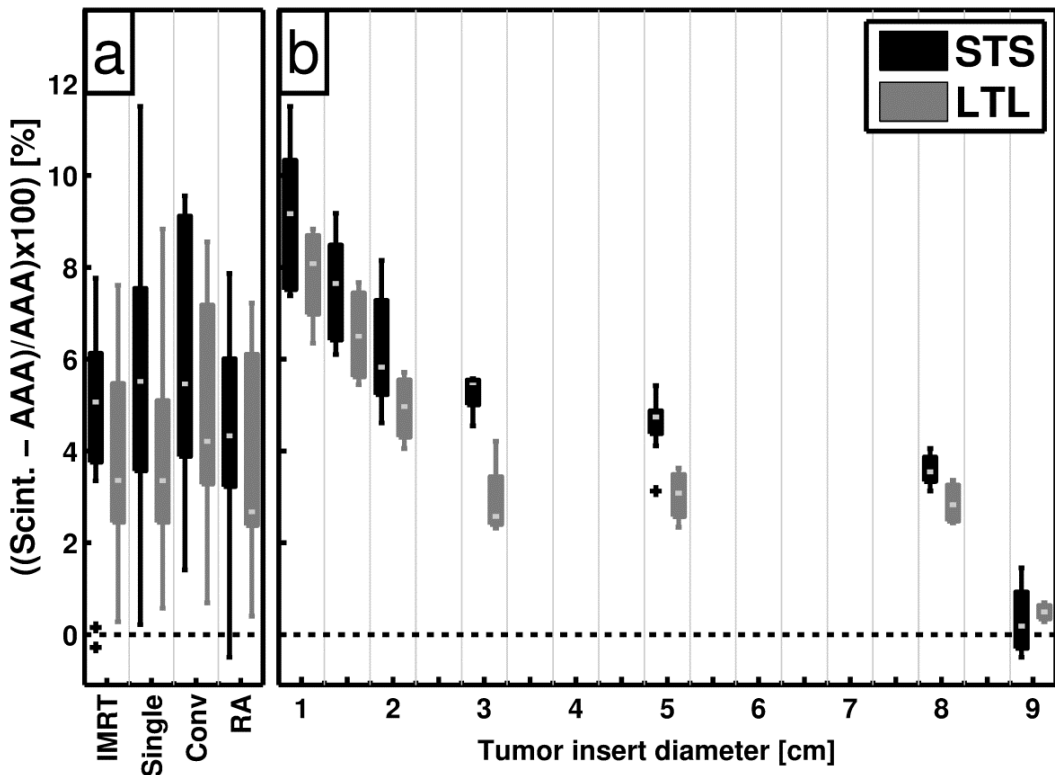 a
b
STS
LTL
((Scint. – AAA)/AAA)x100) [%]
12
10
8
6
4
2
0
IMRT
Single
Conv
RA
1 2 3 4 5 6 7 8 9
Tumor insert diameter [cm]